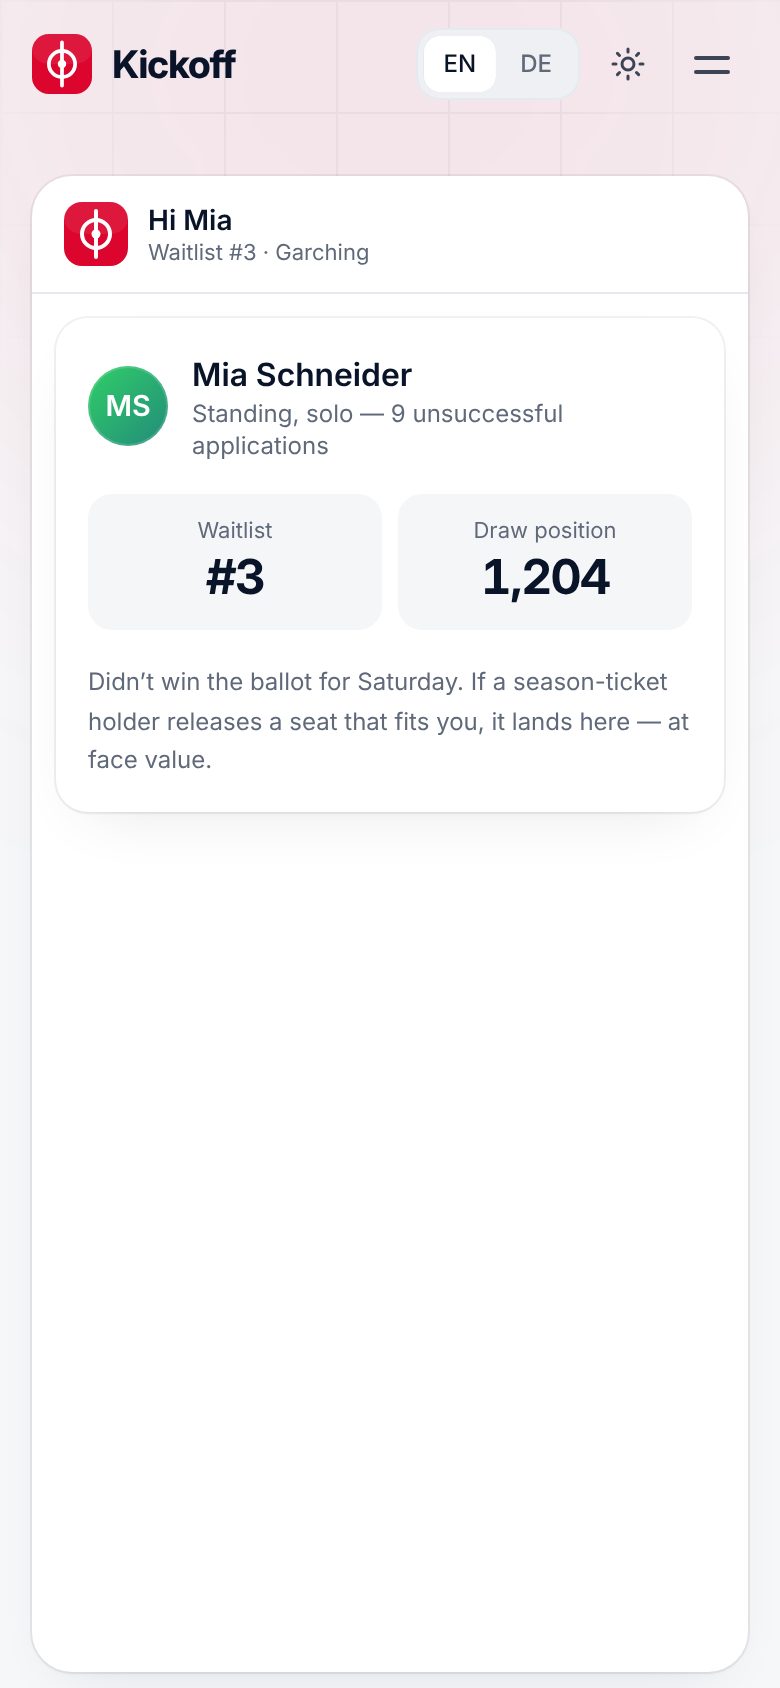 Kickoff
EN DE
Hi Mia
Waitlist #3 · Garching
MS
Mia Schneider
Standing, solo — 9 unsuccessful
applications
Waitlist
#3
Draw position
1,204
Didn’t win the ballot for Saturday. If a season-ticket
holder releases a seat that fits you, it lands here — at
face value.